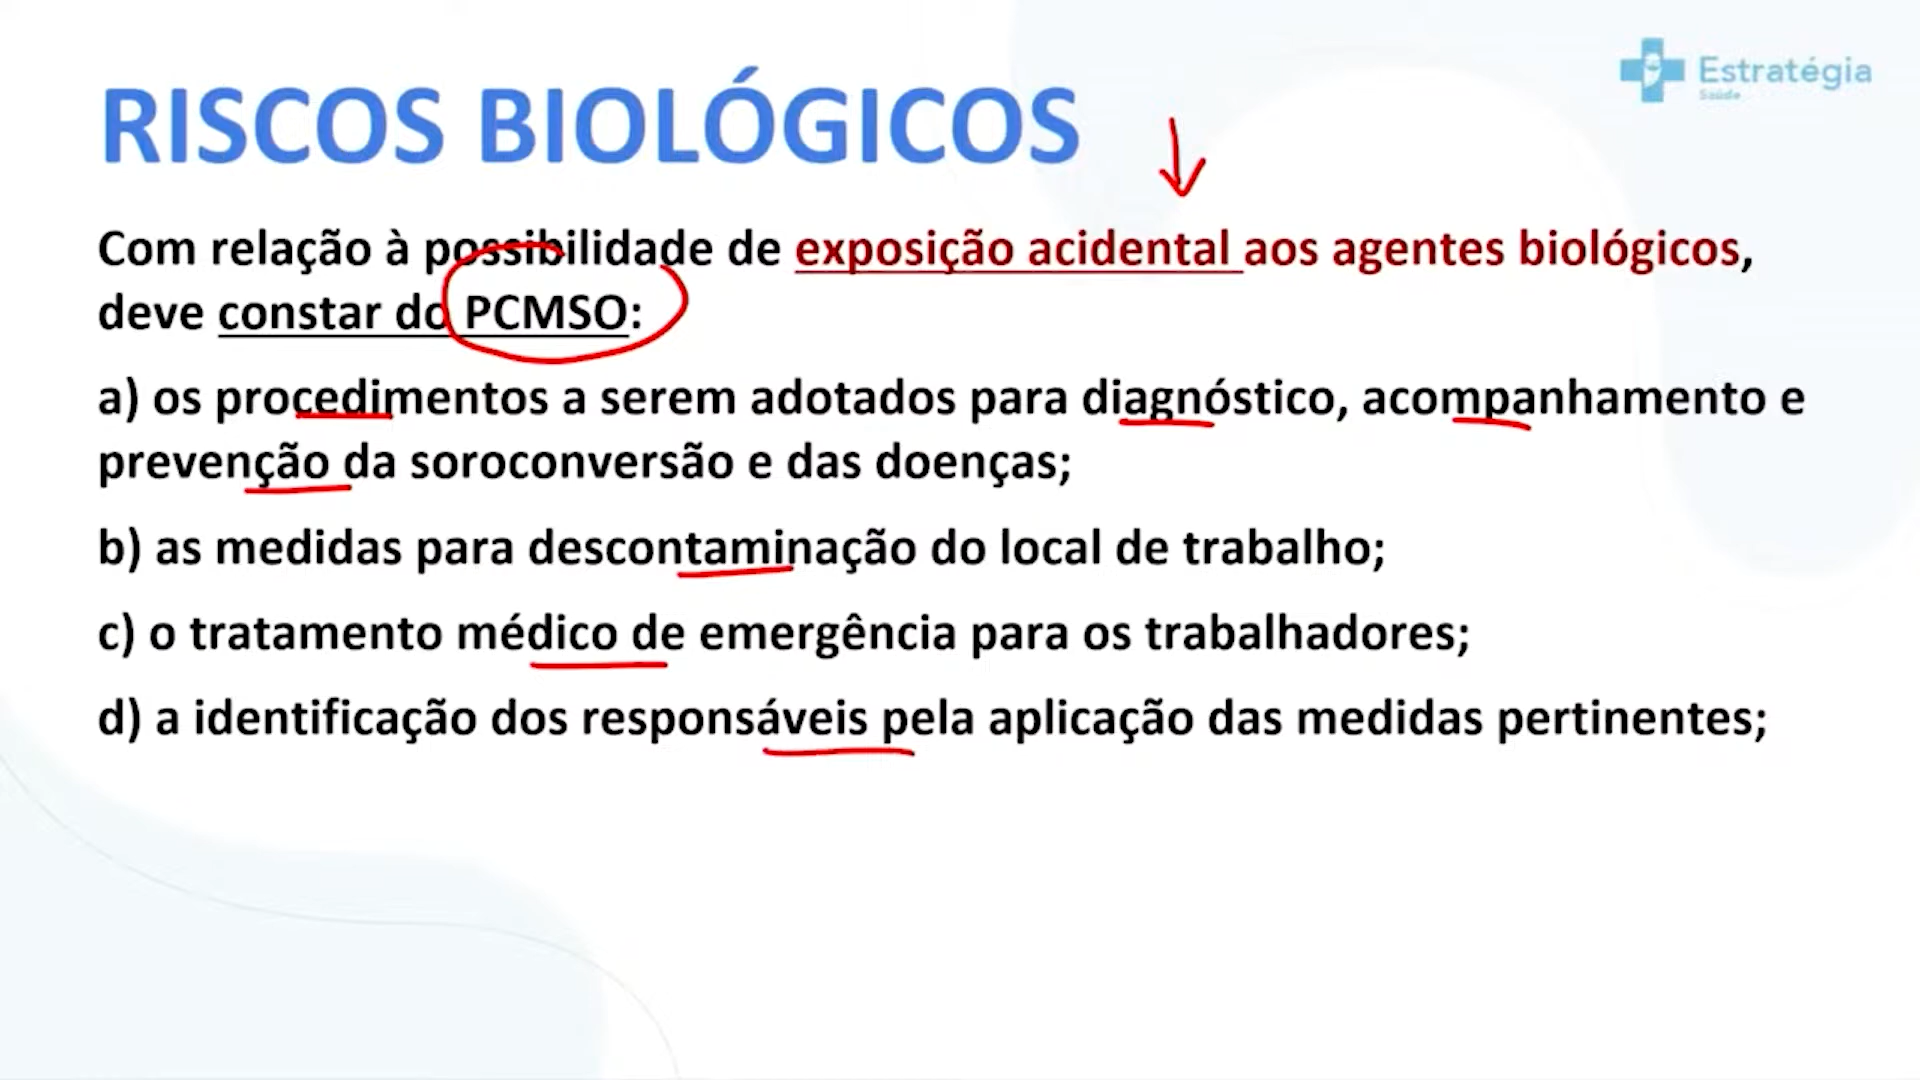 Estratégia
Saúde
RISCOS BIOLÓGICOS
Com relação à possibilidade de exposição acidental aos agentes biológicos,
deve constar do PCMSO:
a) os procedimentos a serem adotados para diagnóstico, acompanhamento e
prevenção da soroconversão e das doenças;
b) as medidas para descontaminação do local de trabalho;
c) o tratamento médico de emergência para os trabalhadores;
d) a identificação dos responsáveis pela aplicação das medidas pertinentes;